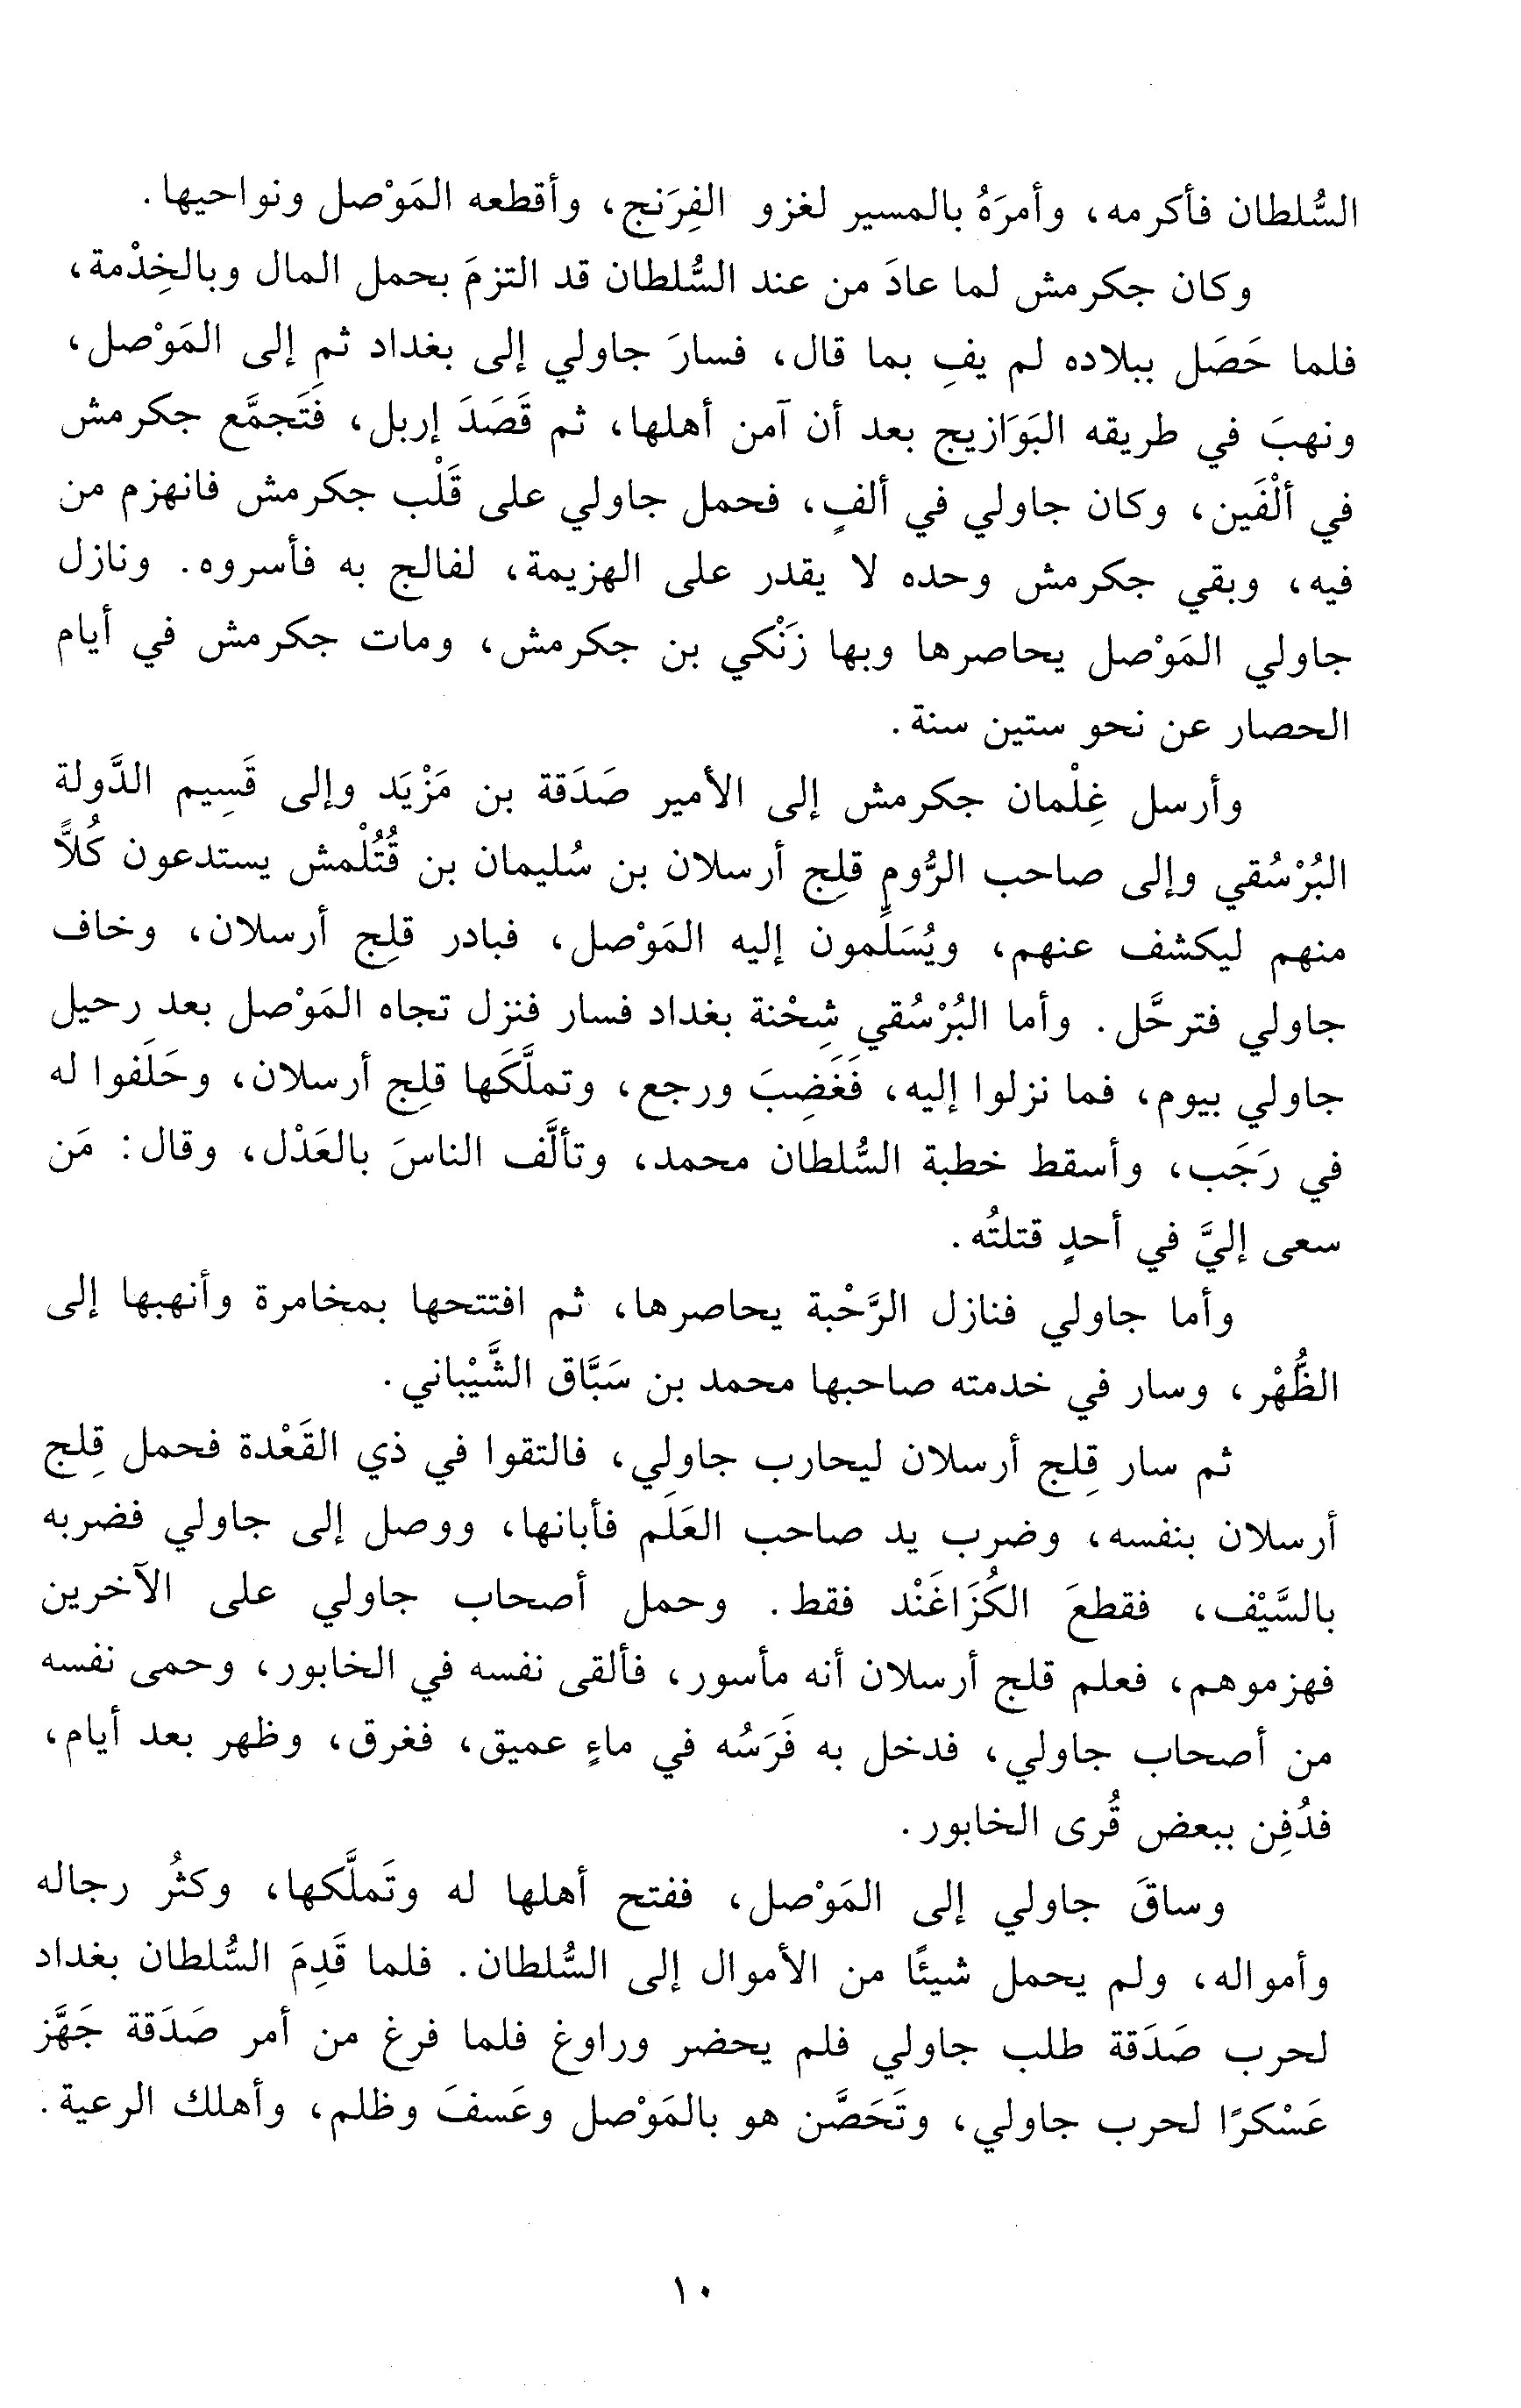 السُّلطان فأكرمه، وأمرَهُ بالمسير لغزو الفِرَنج، وأقطعه المَوْصل ونواحيها.
وكان جكرمش لما عادَ من عند السُّلطان قد التزمَ بحمل المال وبالخِدْمة،
فلما حَصَل ببلاده لم يفِ بما قال، فسارَ جاولي إلى بغداد ثم إلى المَوْصل،
ونهبَ في طريقه البَوَازيج بعد أن آمن أهلها، ثم قَصَدَ إربل، فَتَجمَّع جكرمش
في ألْفَين، وكان جاولي في ألفٍ، فحمل جاولي على قَلْب جكرمش فانهزم من
فيه، وبقي جكرمش وحده لا يقدر على الهزيمة، لفالج به فأسروه. ونازل
جاولي المَوْصل يحاصرها وبها زَنْكي بن جكرمش، ومات جكرمش في أيام
الحصار عن نحو ستين سنة.
وأرسل غِلْمان جكرمش إلى الأمير صَدَقة بن مَزْيَد وإلى قَسِيم الدَّولة
البُرْسُقي وإلى صاحب الرُّوم قلِج أرسلان بن سُليمان بن قُتُلْمش يستدعون كُلاًّ
منهم ليكشف عنهم، ويُسَلِّمون إليه المَوْصل، فبادر قلِج أرسلان، وخاف
جاولي فترحَّل. وأما البُرْسُقي شِحْنة بغداد فسار فنزل تجاه المَوْصل بعد رحيل
جاولي بيوم، فما نزلوا إليه، فَغَضِبَ ورجع، وتملَّكَها قلِج أرسلان، وحَلَفوا له
في رَجَب، وأسقط خطبة السُّلطان محمد، وتألَّف الناسَ بالعَدْل، وقال: مَن
سعى إليَّ في أحدٍ قتلتُه.
وأما جاولي فنازل الرَّحْبة يحاصرها، ثم افتتحها بمخامرة وأنهبها إلى
الظُّهْر، وسار في خدمته صاحبها محمد بن سَبَّاق الشَّيْباني.
ثم سار قِلج أرسلان ليحارب جاولِي، فالتقوا في ذي القَعْدة فحمل قِلج
أرسلان بنفسه، وضرب يد صاحب العَلَم فأبانها، ووصل إلى جاولي فضربه
بالسَّيْف، فقطعَ الكُزَاغَنْد فقط. وحمل أصحاب جاولي على الآخرين
فهزموهم، فعلم قلج أرسلان أنه مأسور، فألقى نفسه في الخابور، وحمى نفسه
من أصحاب جاولي، فدخل به فَرَسُه في ماءٍ عميق، فغرق، وظهر بعد أيام،
فدُفِن ببعض قُرى الخابور.
وساقَ جاولي إلى المَوْصل، ففتح أهلها له وتَملَّكها، وكثُر رجاله
وأمواله، ولم يحمل شيئًا من الأموال إلى السُّلطان. فلما قَدِمَ السُّلطان بغداد
لحرب صَدَقة طلب جاولي فلم يحضر وراوغ فلما فرغ من أمر صَدَقة جَهَّز
عَسْكرًا لحرب جاولي، وتَحَصَّن هو بالمَوْصل وعَسفَ وظلم، وأهلك الرعية.
١٠